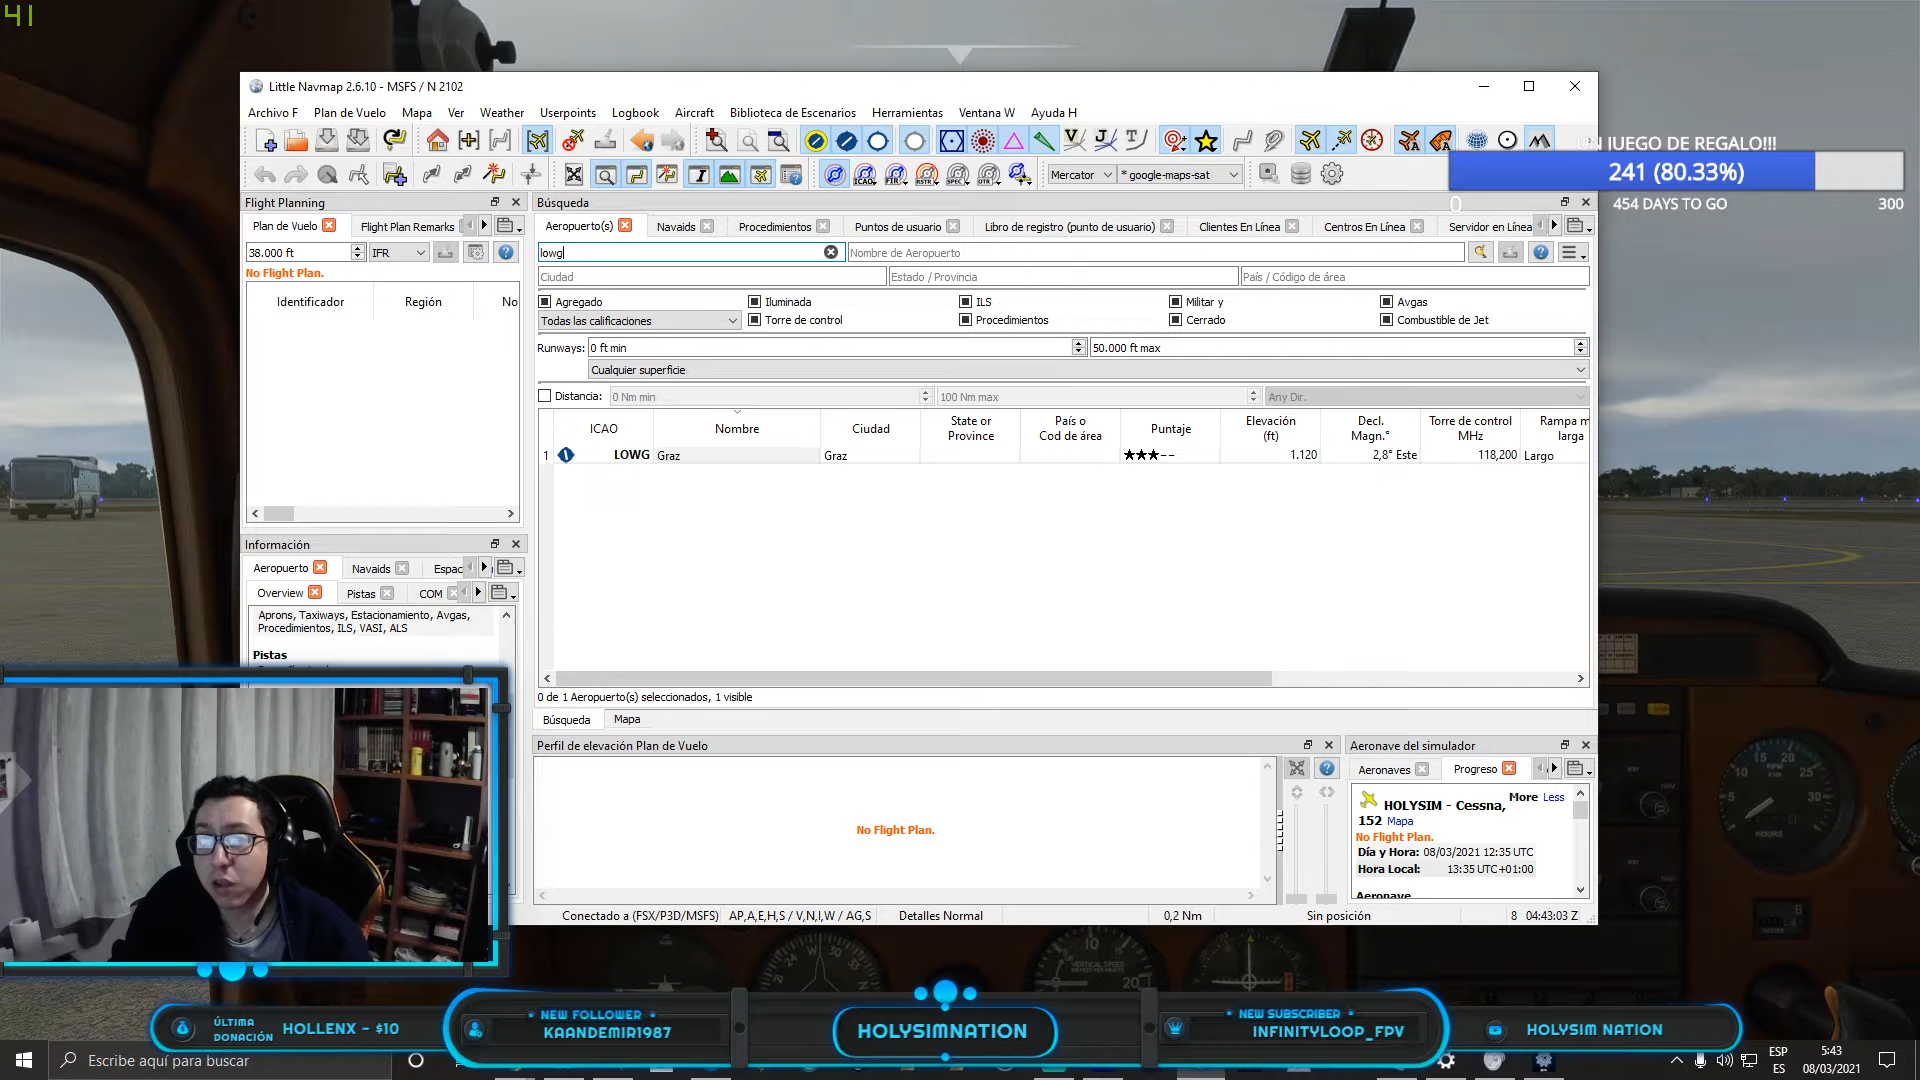 41
Little Navmap 2.6.10 - MSFS / N 2102
Archivo F Plan de Vuelo Mapa Ver Weather Userpoints Logbook Aircraft Biblioteca de Escenarios Herramientas Ventana W Ayuda H
Mercator * google-maps-sat
UN JUEGO DE REGALO!!!
241 (80.33%)
0 454 DAYS TO GO 300
Flight Planning
Plan de Vuelo Flight Plan Remarks
38.000 ft IFR
No Flight Plan.
Identificador Región No
Búsqueda
Aeropuerto(s) Navaids Procedimientos Puntos de usuario Libro de registro (punto de usuario) Clientes En Línea Centros En Línea Servidor en Línea
lowg Nombre de Aeropuerto
Ciudad Estado / Provincia País / Código de área
Agregado Iluminada ILS Militar y Avgas
Todas las calificaciones Torre de control Procedimientos Cerrado Combustible de Jet
Runways: 0 ft min 50.000 ft max
Cualquier superficie
Distancia: 0 Nm min 100 Nm max Any Dir.
ICAO Nombre Ciudad State or Province País o Cod de área Puntaje Elevación (ft) Decl. Magn.° Torre de control MHz Rampa m larga
1 LOWG Graz Graz ★★★-- 1.120 2,8° Este 118,200 Largo
0 de 1 Aeropuerto(s) seleccionados, 1 visible
Búsqueda Mapa
Información
Aeropuerto Navaids Espac
Overview Pistas COM
Aprons, Taxiways, Estacionamiento, Avgas,
Procedimientos, ILS, VASI, ALS
Pistas
Perfil de elevación Plan de Vuelo
No Flight Plan.
Aeronave del simulador
Aeronaves Progreso
HOLYSIM - Cessna, More Less
152 Mapa
No Flight Plan.
Día y Hora: 08/03/2021 12:35 UTC
Hora Local: 13:35 UTC+01:00
Aeronave
Conectado a (FSX/P3D/MSFS) AP,A,E,H,S / V,N,I,W / AG,S Detalles Normal 0,2 Nm Sin posición 8 04:43:03 Z
ÚLTIMA
DONACIÓN
HOLLENX - $10
NEW FOLLOWER
KAANDEMIR1987
HOLYSIMNATION
NEW SUBSCRIBER
INFINITYLOOP_FPV
HOLYSIM NATION
Escribe aquí para buscar
ESP
ES
5:43
08/03/2021